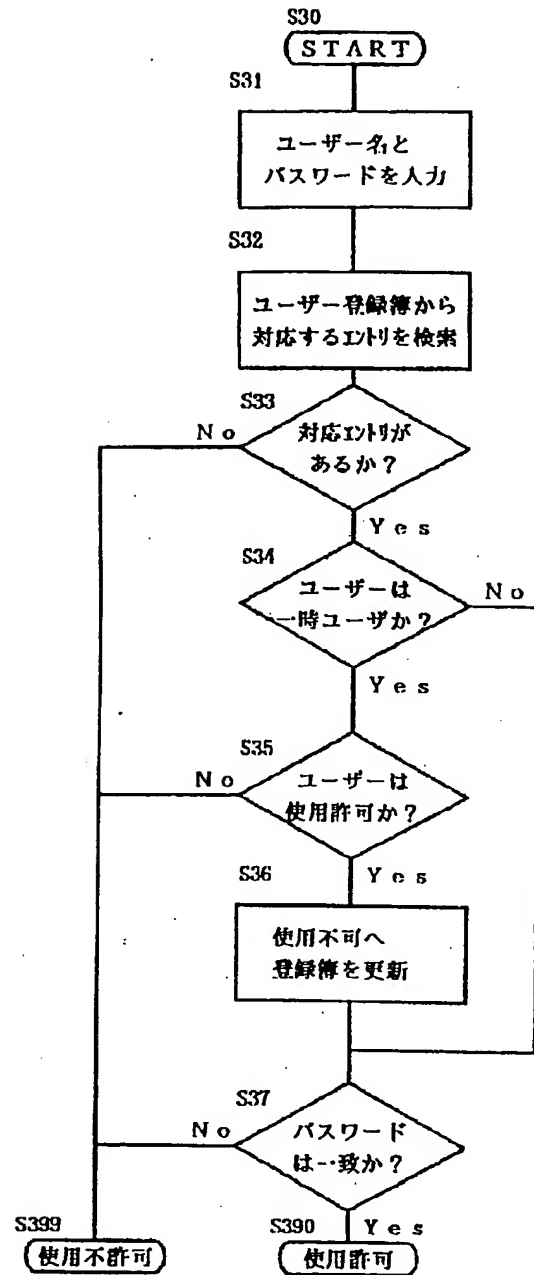 S30
START
S31
ユーザー名と
パスワードを入力
S32
ユーザー登録簿から
対応するエントリを検索
S33
No
対応エントリが
あるか?
Yes
S34
No
ユーザーは
一時ユーザか?
Yes
S35
No
ユーザーは
使用許可か?
S36
Yes
使用不可へ
登録簿を更新
S37
No
パスワード
は一致か?
S399
S390
Yes
使用不許可
使用許可